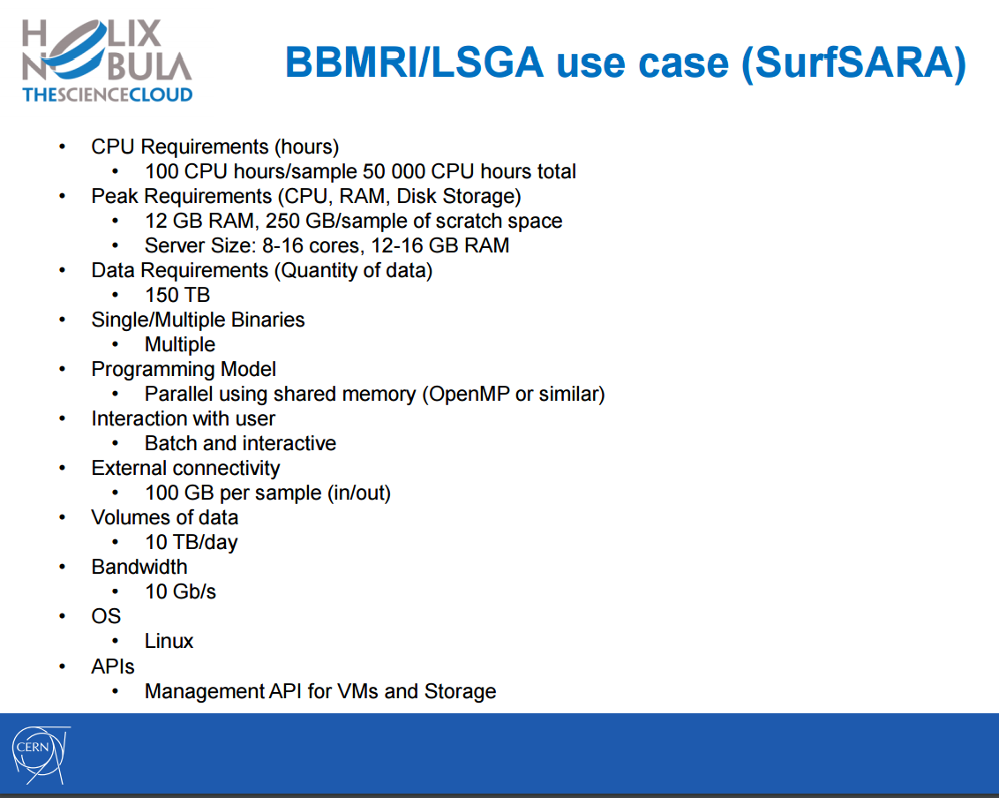 HELIX
NEBULA
THESCIENCECLOUD
BBMRI/LSGA use case (SurfSARA)
• CPU Requirements (hours)
• 100 CPU hours/sample 50 000 CPU hours total
• Peak Requirements (CPU, RAM, Disk Storage)
• 12 GB RAM, 250 GB/sample of scratch space
• Server Size: 8-16 cores, 12-16 GB RAM
• Data Requirements (Quantity of data)
• 150 TB
• Single/Multiple Binaries
• Multiple
• Programming Model
• Parallel using shared memory (OpenMP or similar)
• Interaction with user
• Batch and interactive
• External connectivity
• 100 GB per sample (in/out)
• Volumes of data
• 10 TB/day
• Bandwidth
• 10 Gb/s
• OS
• Linux
• APIs
• Management API for VMs and Storage
CERN